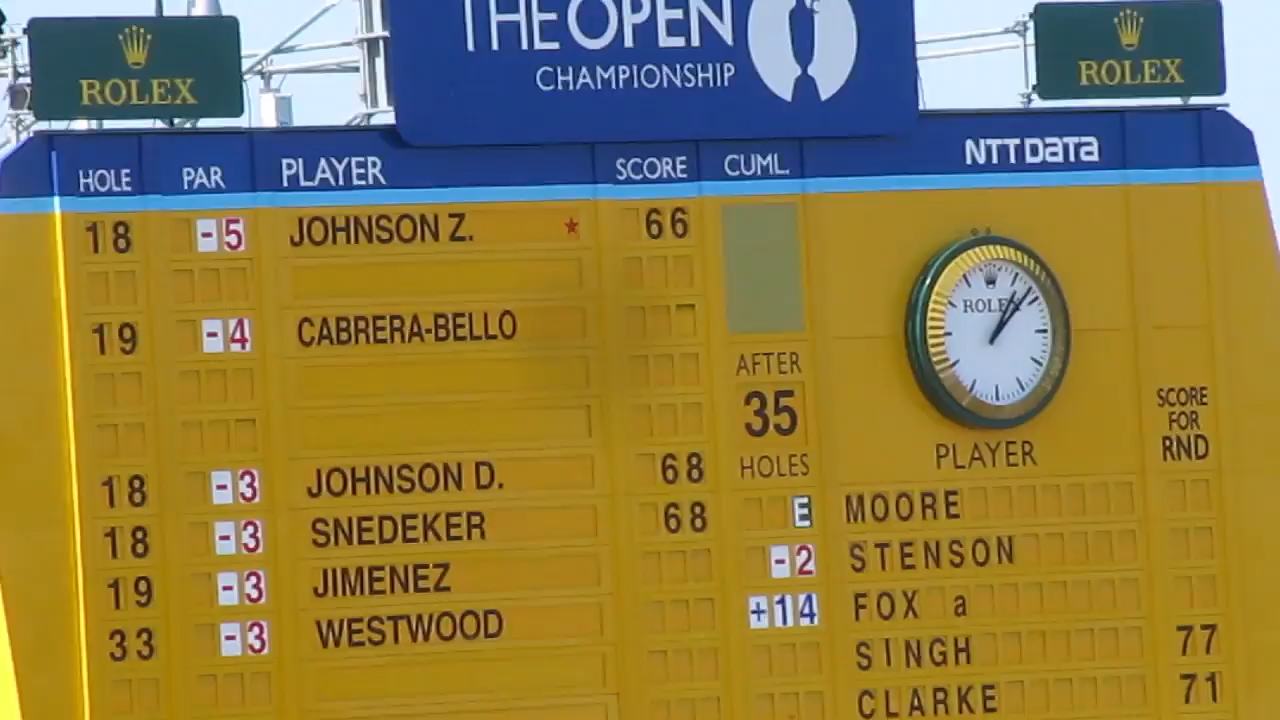 THE OPEN
CHAMPIONSHIP
ROLEX
ROLEX
HOLE PAR PLAYER SCORE CUML. NTT DATA
18 -5 JOHNSON Z. ★ 66
19 -4 CABRERA-BELLO
18 -3 JOHNSON D. 68
18 -3 SNEDEKER 68
19 -3 JIMENEZ
33 -3 WESTWOOD
ROLEX
AFTER
35
HOLES
PLAYER
SCORE
FOR
RND
E MOORE
-2 STENSON
+14 FOX a
SINGH 77
CLARKE 71